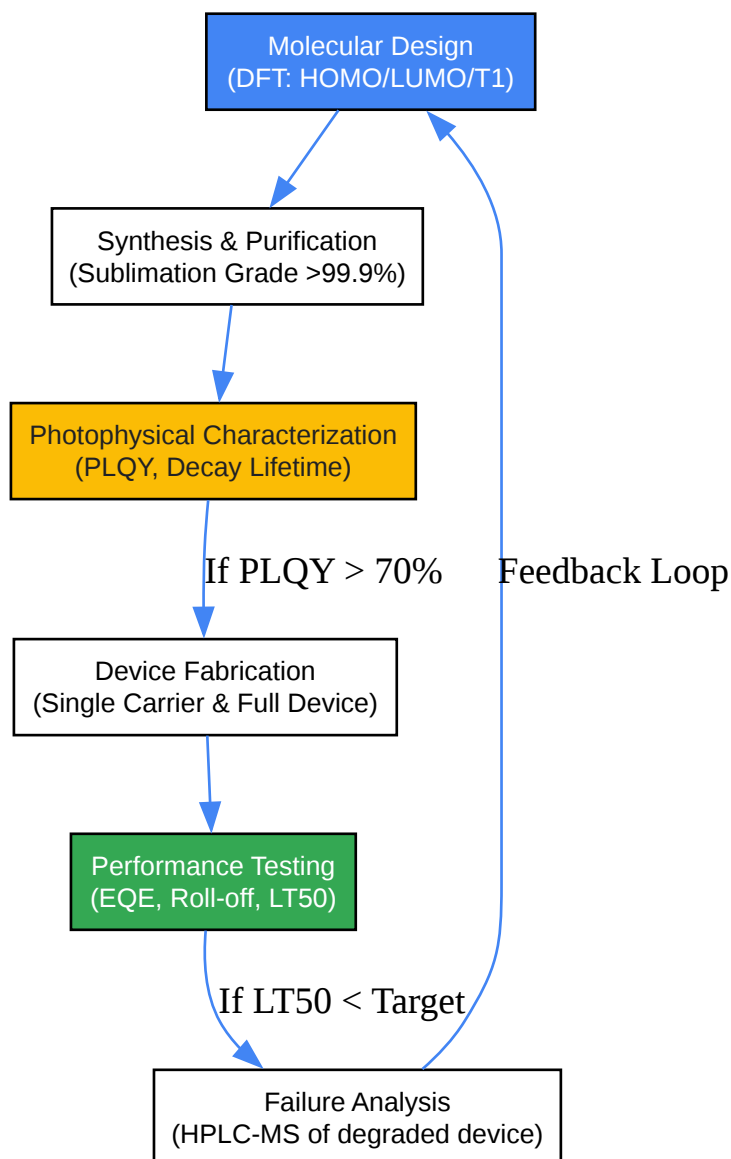 Molecular Design
(DFT: HOMO/LUMO/T1)
Synthesis & Purification
(Sublimation Grade >99.9%)
Photophysical Characterization
(PLQY, Decay Lifetime)
If PLQY > 70%
Feedback Loop
Device Fabrication
(Single Carrier & Full Device)
Performance Testing
(EQE, Roll-off, LT50)
If LT50 < Target
Failure Analysis
(HPLC-MS of degraded device)